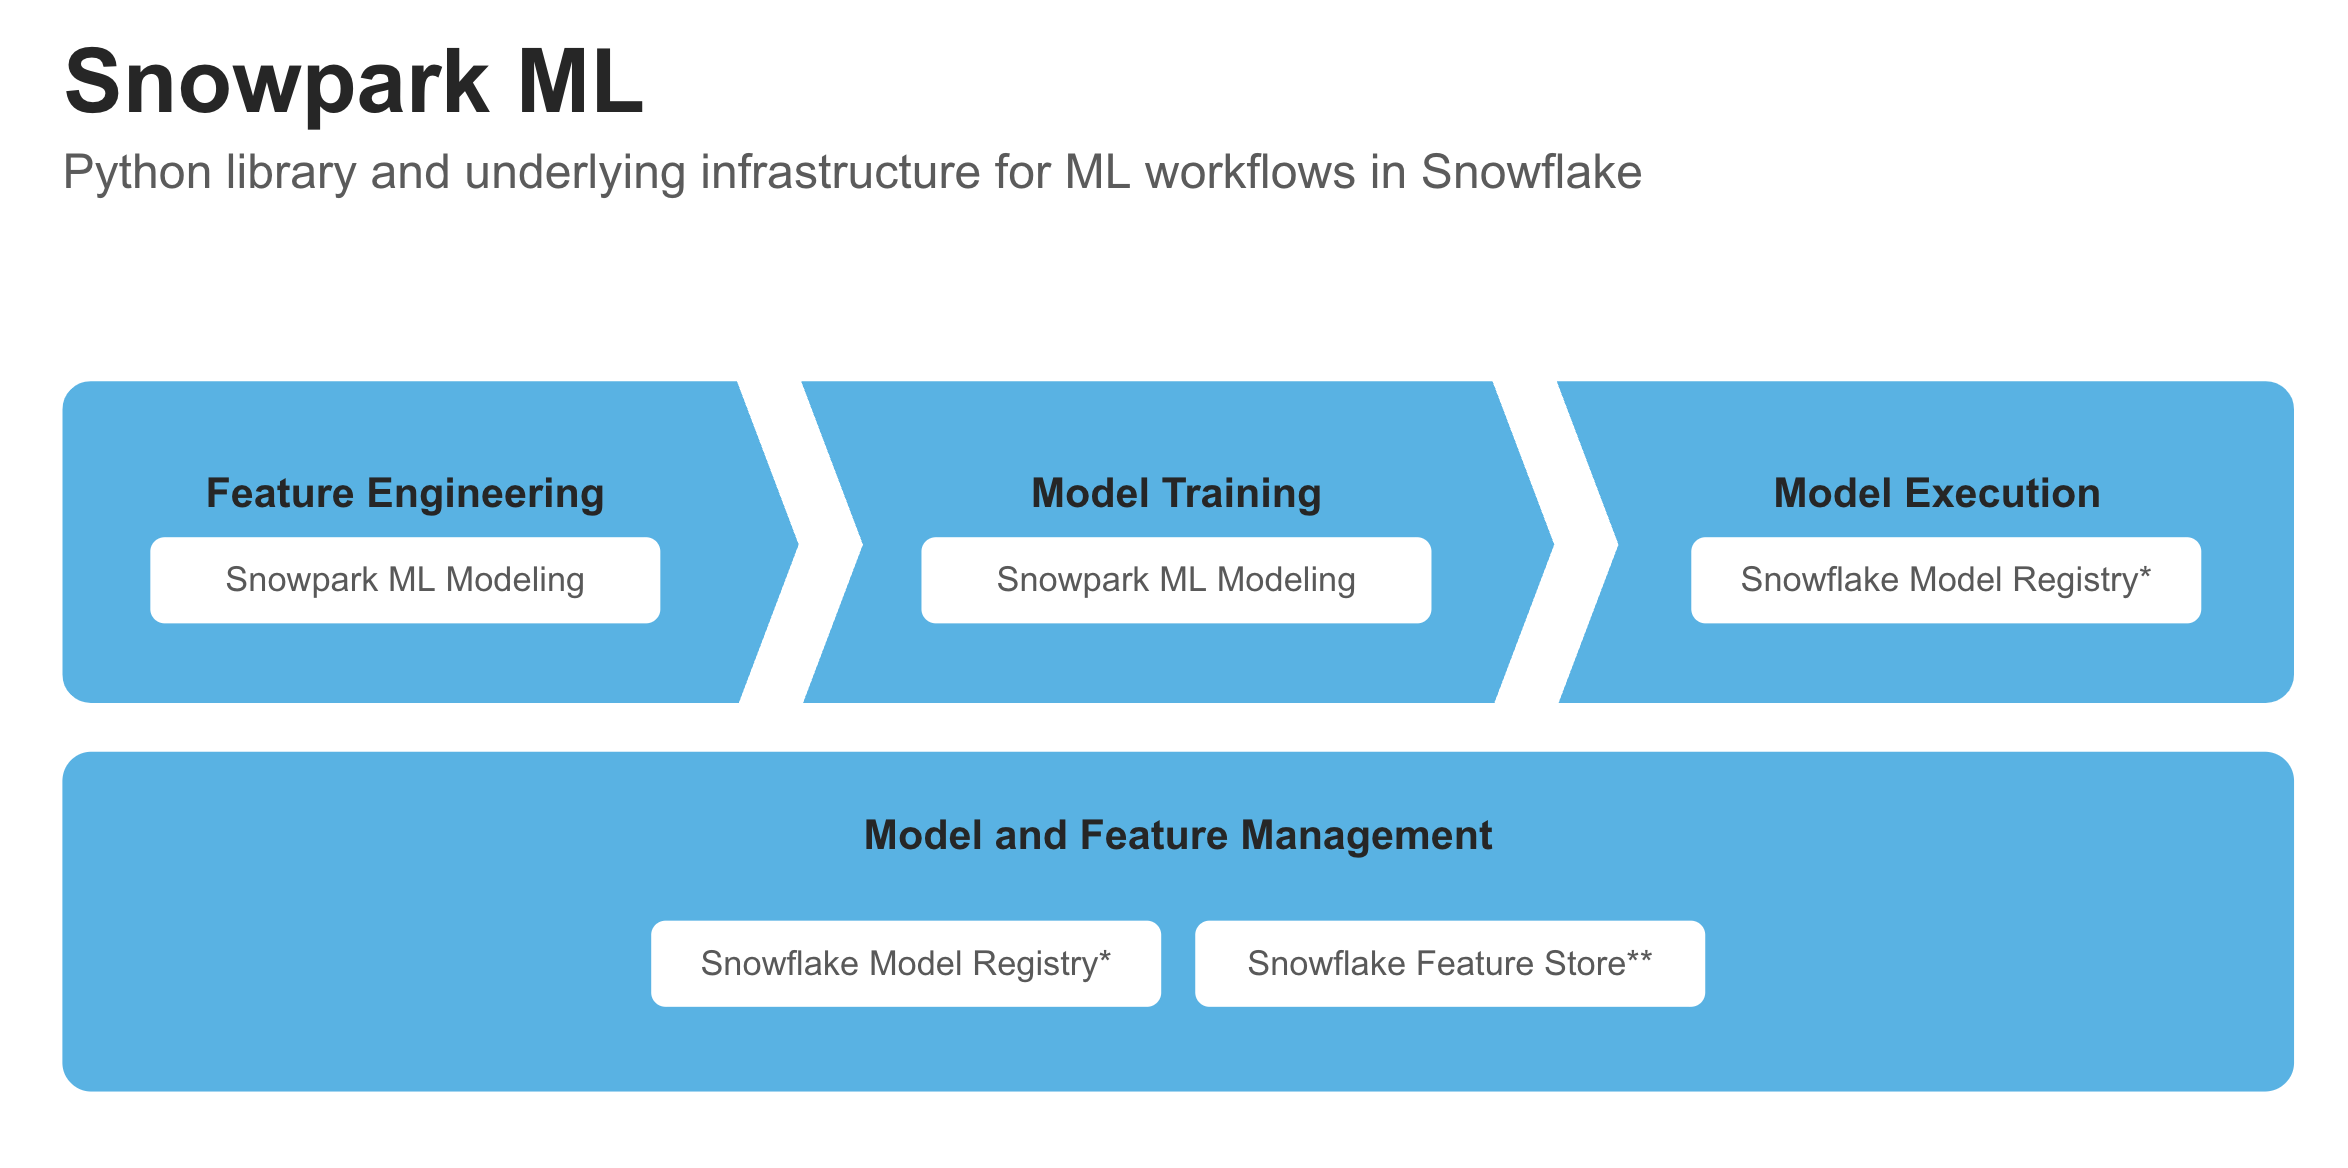 Snowpark ML
Python library and underlying infrastructure for ML workflows in Snowflake
Feature Engineering
Snowpark ML Modeling
Model Training
Snowpark ML Modeling
Model Execution
Snowflake Model Registry*
Model and Feature Management
Snowflake Model Registry*
Snowflake Feature Store**